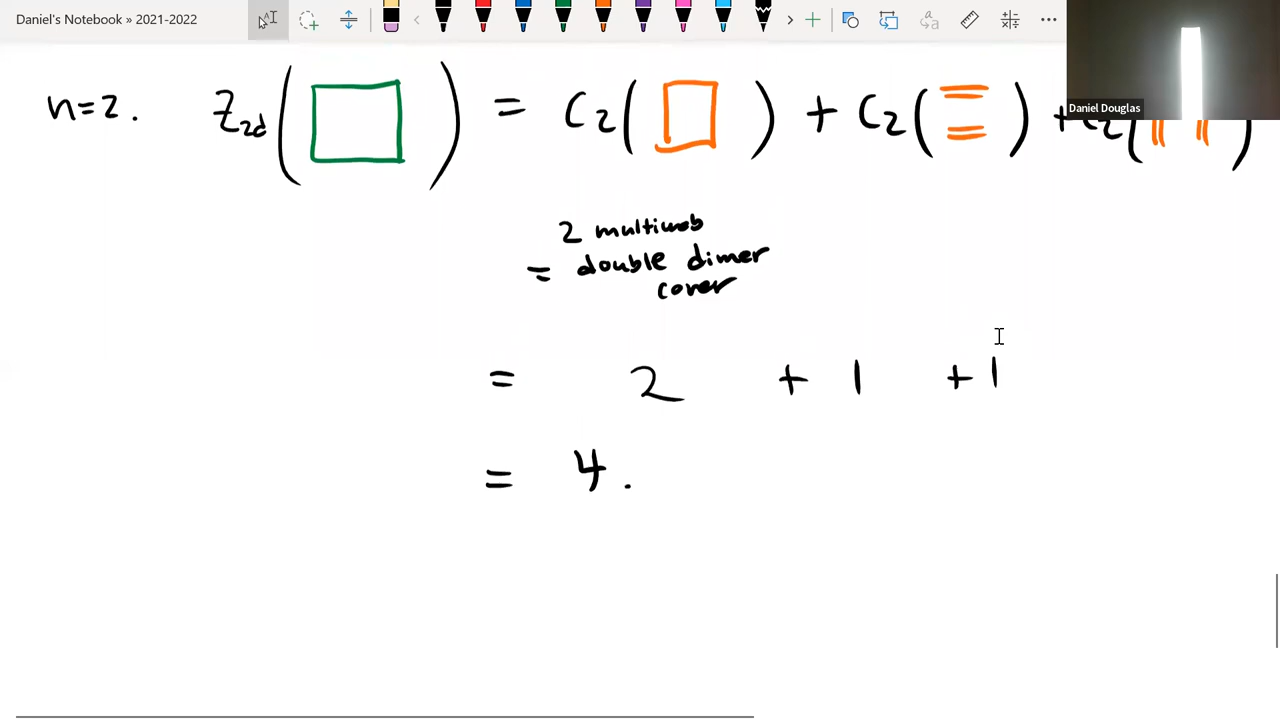 Daniel's Notebook » 2021-2022
Daniel Douglas
n=2. Z2d( ) = C2( ) + C2( ) + C2( )
2 multiweb
= double dimer
cover
= 2 + 1 + 1
= 4.